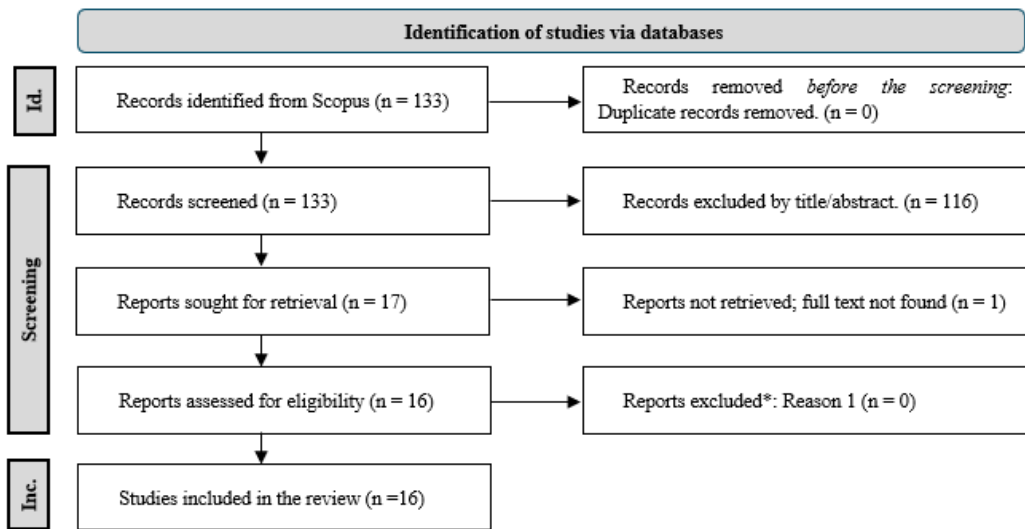 Identification of studies via databases
Id.
Records identified from Scopus (n = 133)
Records removed before the screening:
Duplicate records removed. (n = 0)
Screening
Records screened (n = 133)
Records excluded by title/abstract. (n = 116)
Reports sought for retrieval (n = 17)
Reports not retrieved; full text not found (n = 1)
Reports assessed for eligibility (n = 16)
Reports excluded*: Reason 1 (n = 0)
Inc.
Studies included in the review (n =16)